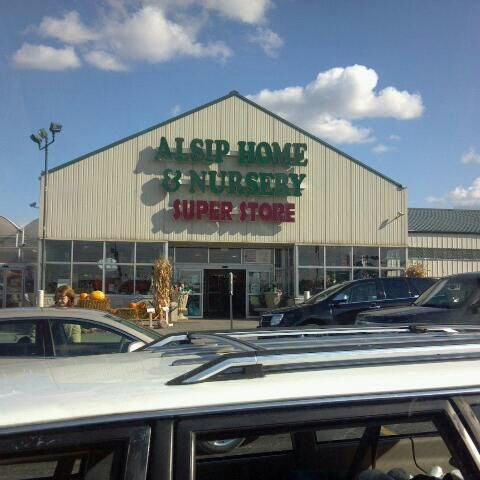 ALSIP HOME
& NURSERY
SUPER STORE